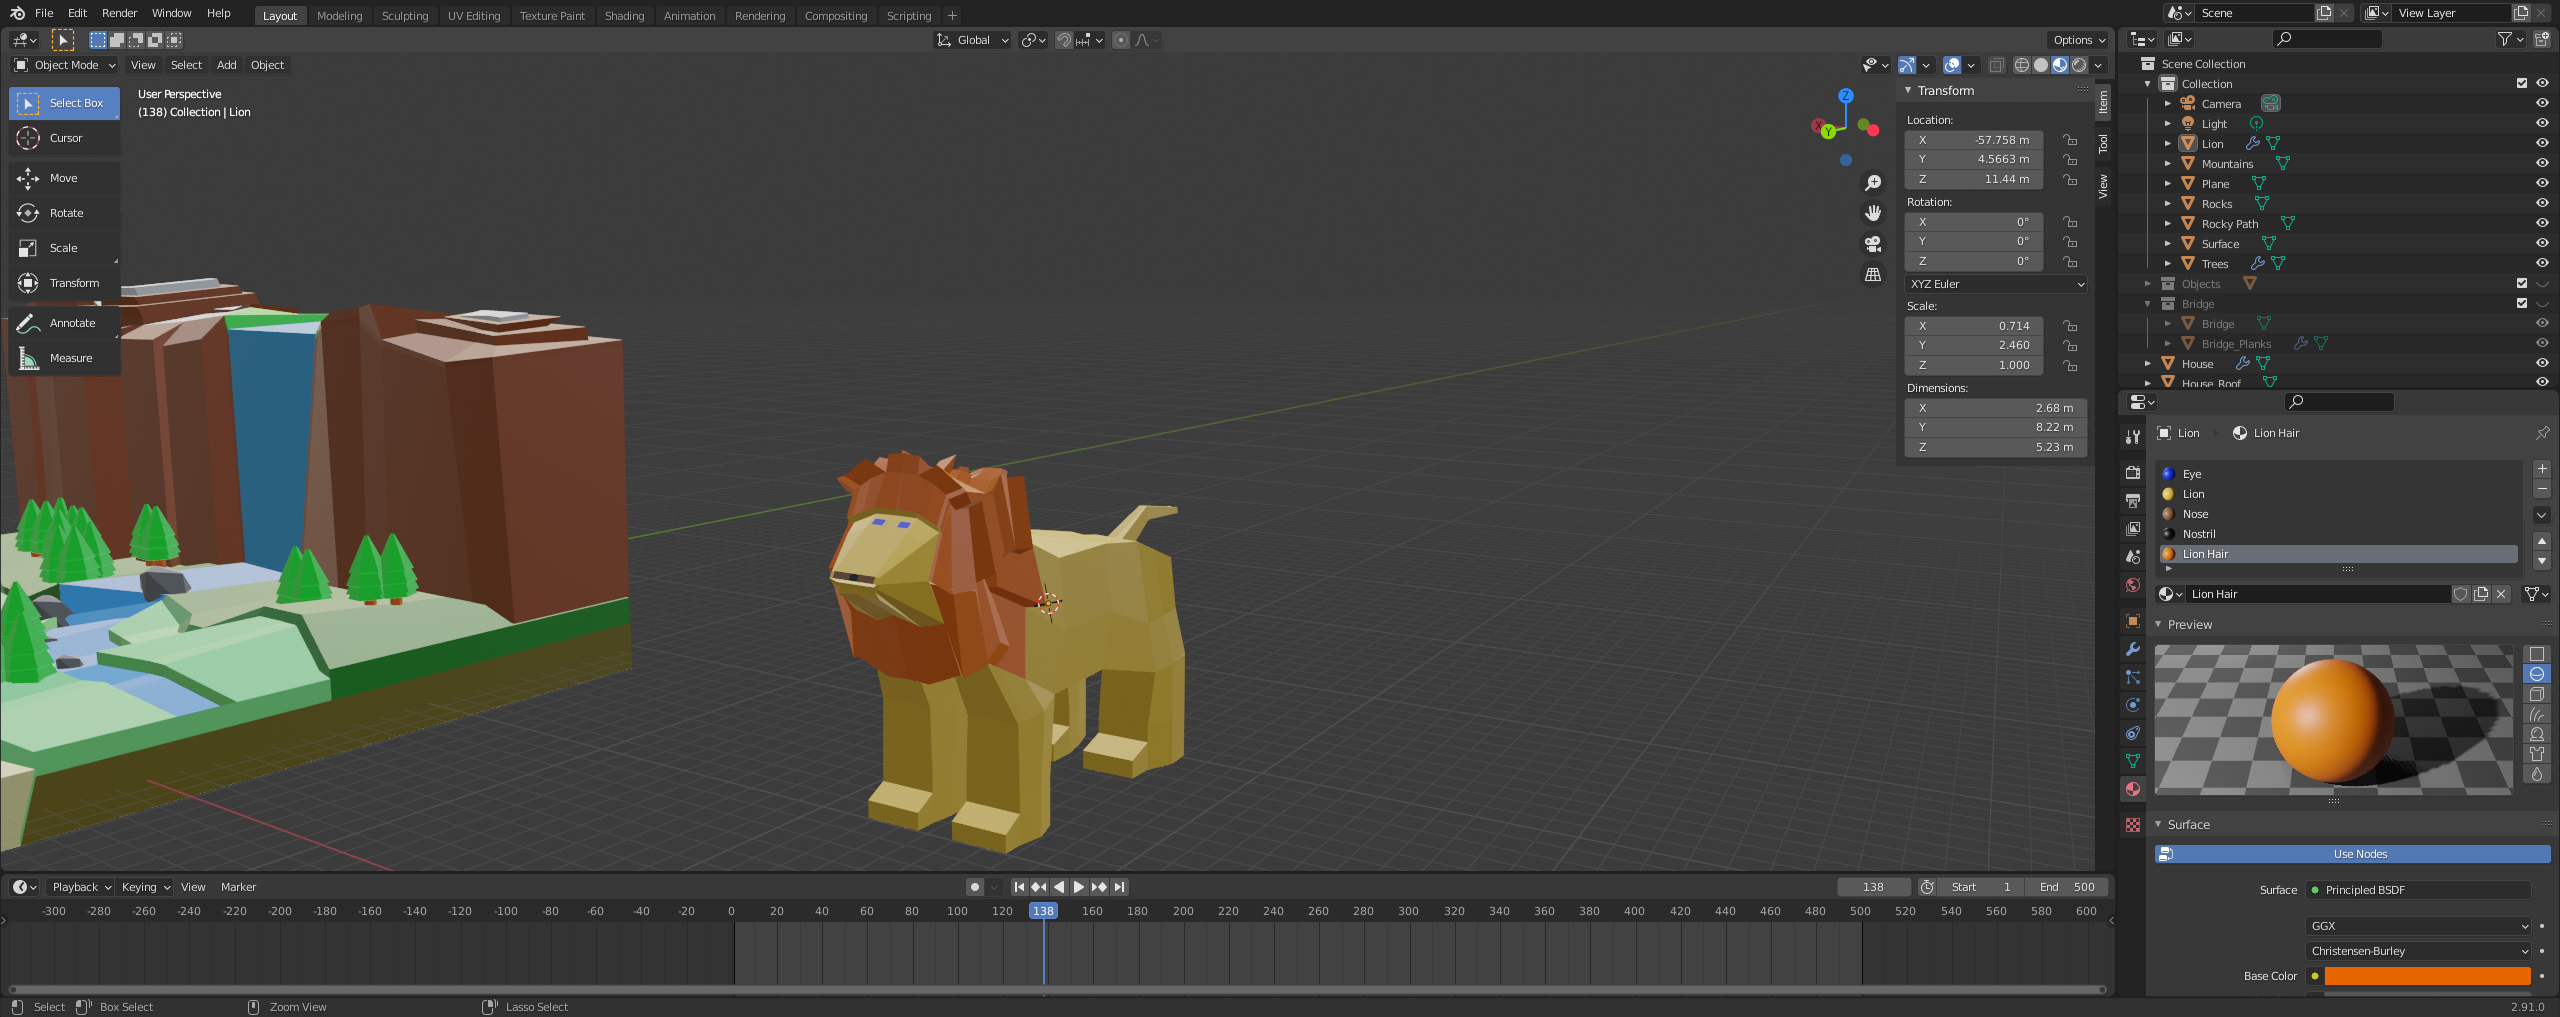 File Edit Render Window Help Layout Modeling Sculpting UV Editing Texture Paint Shading Animation Rendering Compositing Scripting + Scene View Layer
Global Options
Object Mode View Select Add Object
User Perspective
(138) Collection | Lion
Select Box
Cursor
Move
Rotate
Scale
Transform
Annotate
Measure
Z
X
Y
Transform
Location:
X -57.758 m
Y 4.5663 m
Z 11.44 m
Rotation:
X 0°
Y 0°
Z 0°
XYZ Euler
Scale:
X 0.714
Y 2.460
Z 1.000
Dimensions:
X 2.68 m
Y 8.22 m
Z 5.23 m
Item
Tool
View
Scene Collection
Collection
Camera
Light
Lion
Mountains
Plane
Rocks
Rocky Path
Surface
Trees
Objects
Bridge
Bridge
Bridge_Planks
House
House Roof
Lion Lion Hair
Eye
Lion
Nose
Nostril
Lion Hair
Lion Hair
Preview
Surface
Use Nodes
Surface Principled BSDF
GGX
Christensen-Burley
Base Color
Playback Keying View Marker 138 Start 1 End 500
-300 -280 -260 -240 -220 -200 -180 -160 -140 -120 -100 -80 -60 -40 -20 0 20 40 60 80 100 120 138 160 180 200 220 240 260 280 300 320 340 360 380 400 420 440 460 480 500 520 540 560 580 600
Select Box Select Zoom View Lasso Select 2.91.0